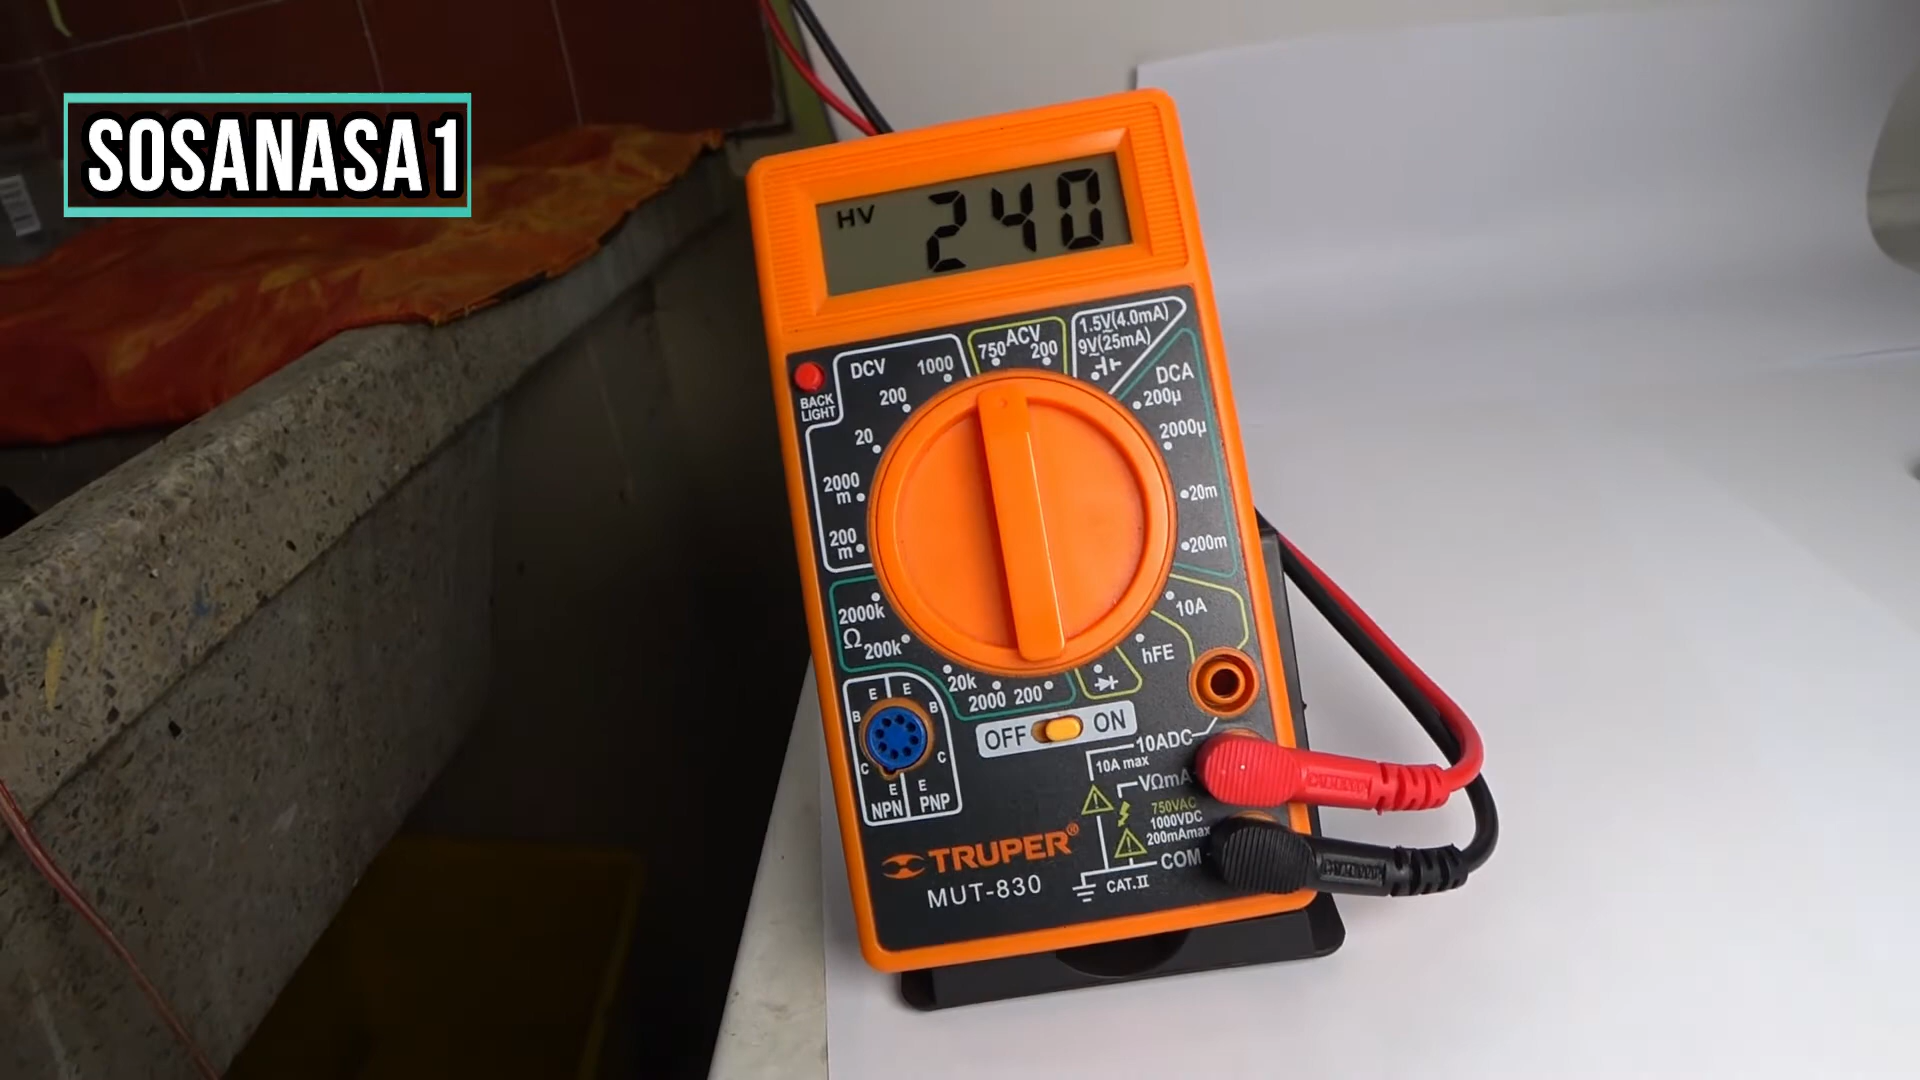 SOSANASA1
HV 240
ACV
750 200
1.5V(4.0mA)
9V(25mA)
DCV
1000
200
20
2000
m
200
m
DCA
200µ
2000µ
20m
200m
10A
hFE
BACK
LIGHT
2000k
Ω
200k
20k
2000
200
OFF ON
E E
B B
C C
E E
NPN PNP
10ADC
10A max
VΩmA
750VAC
1000VDC
200mAmax
COM
CAT.II
TRUPER®
MUT-830